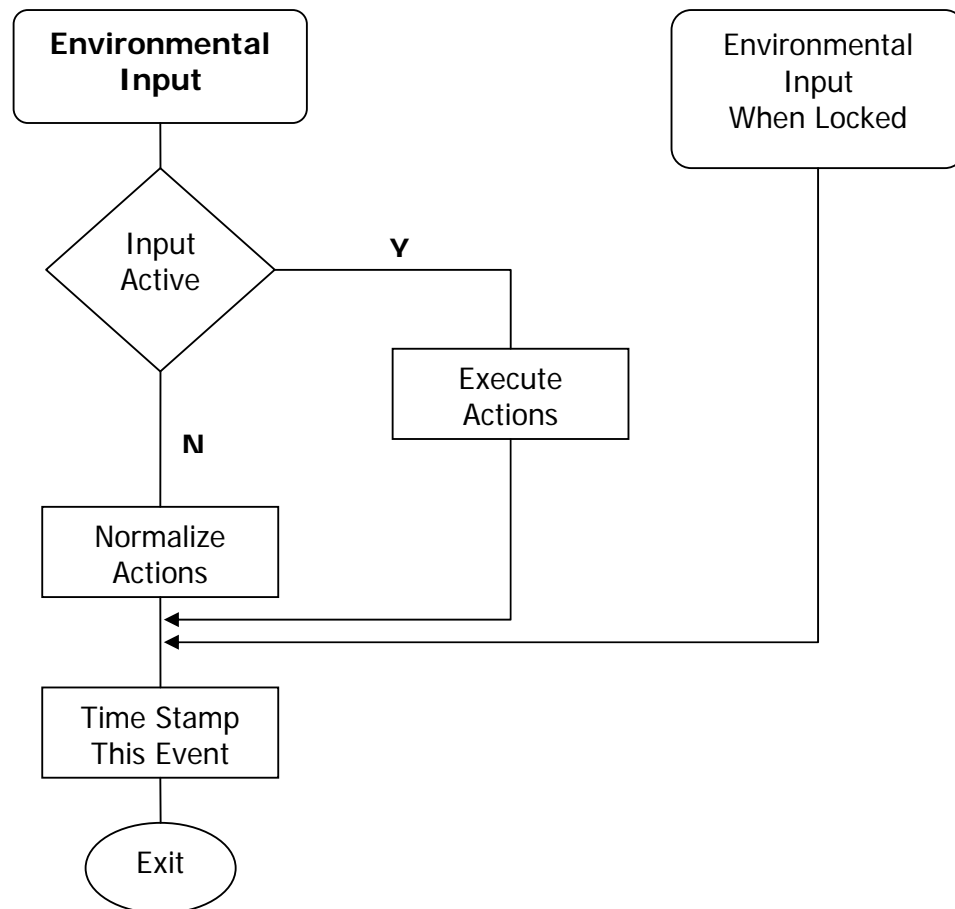 Environmental
Input
Environmental
Input
When Locked
Input
Active
Y
Execute
Actions
N
Normalize
Actions
Time Stamp
This Event
Exit